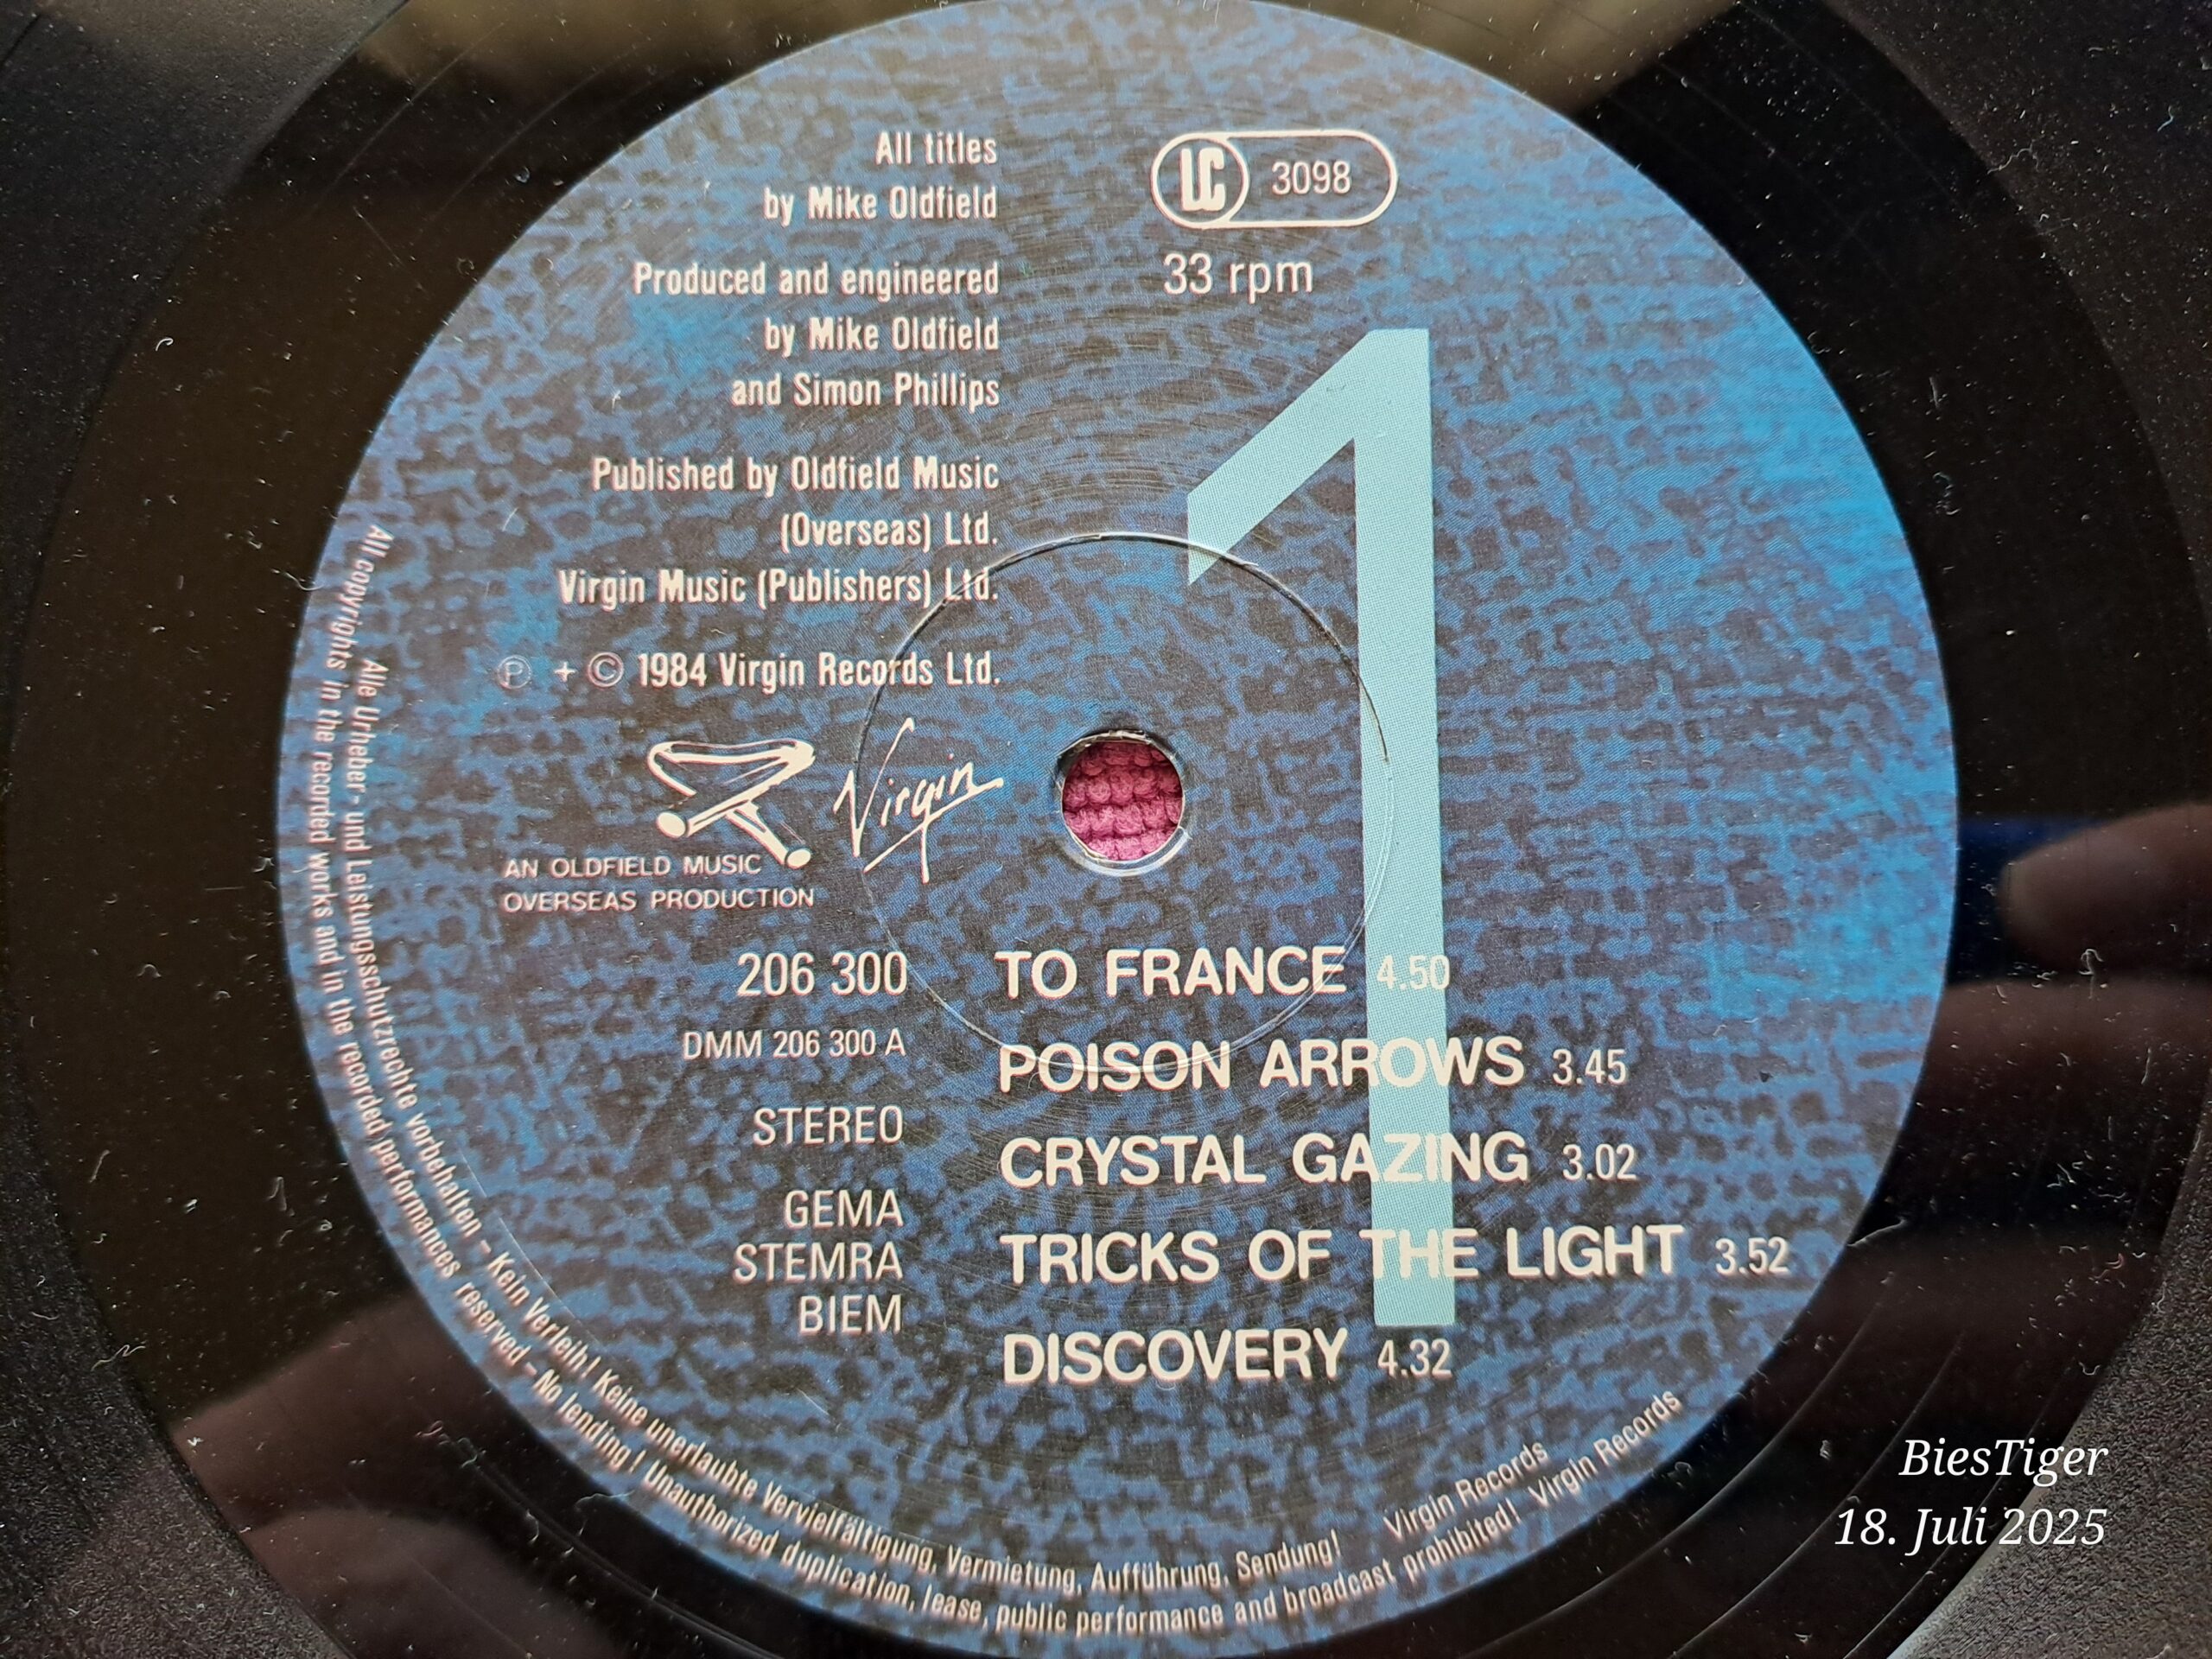 All titles
by Mike Oldfield
Produced and engineered
by Mike Oldfield
and Simon Phillips
Published by Oldfield Music
(Overseas) Ltd.
Virgin Music (Publishers) Ltd.
℗ + © 1984 Virgin Records Ltd.
LC 3098
33 rpm
1
Virgin
AN OLDFIELD MUSIC
OVERSEAS PRODUCTION
206 300
DMM 206 300 A
STEREO
GEMA
STEMRA
BIEM
TO FRANCE 4.50
POISON ARROWS 3.45
CRYSTAL GAZING 3.02
TRICKS OF THE LIGHT 3.52
DISCOVERY 4.32
Alle Urheber- und Leistungsschutzrechte vorbehalten – Kein Verleih! Keine unerlaubte Vervielfältigung, Vermietung, Aufführung, Sendung! Virgin Records
All copyrights in the recorded works and in the recorded performances reserved – No lending! Unauthorized duplication, lease, public performance and broadcast prohibited! Virgin Records
BiesTiger
18. Juli 2025